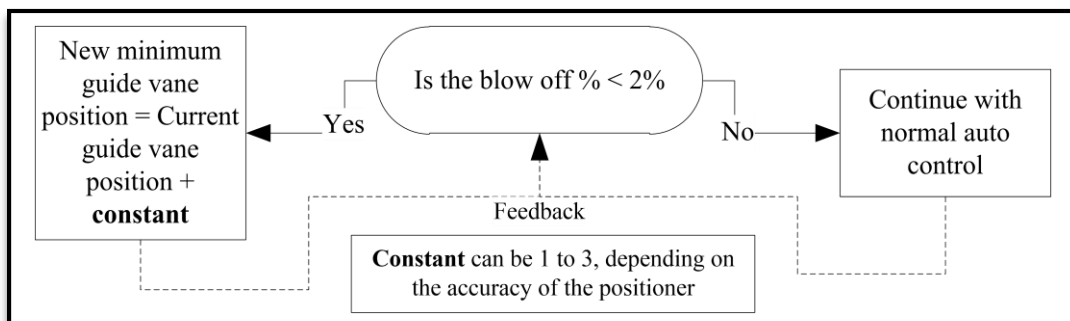 New minimum
guide vane
position = Current
guide vane
position +
constant
Is the blow off % < 2%
Yes
No
Continue with
normal auto
control
Feedback
Constant can be 1 to 3, depending on
the accuracy of the positioner